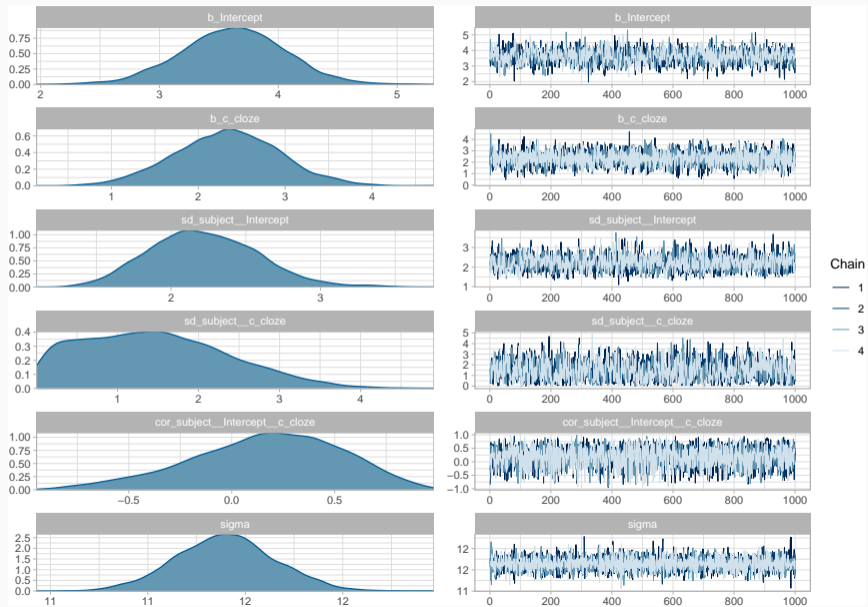 b_Intercept
0.75
0.50
0.25
0.00
2 3 4 5
b_Intercept
5
4
3
2
0 200 400 600 800 1000
b_c_cloze
0.6
0.4
0.2
0.0
1 2 3 4
b_c_cloze
4
3
2
1
0
0 200 400 600 800 1000
sd_subject__Intercept
1.00
0.75
0.50
0.25
0.00
2 3
sd_subject__Intercept
3
2
1
0 200 400 600 800 1000
sd_subject__c_cloze
0.4
0.3
0.2
0.1
0.0
1 2 3 4
sd_subject__c_cloze
5
4
3
2
1
0
0 200 400 600 800 1000
cor_subject__Intercept__c_cloze
1.00
0.75
0.50
0.25
0.00
−0.5 0.0 0.5
cor_subject__Intercept__c_cloze
1.0
0.5
0.0
−0.5
−1.0
0 200 400 600 800 1000
sigma
2.5
2.0
1.5
1.0
0.5
0.0
11 11 12 12
sigma
12
12
11
0 200 400 600 800 1000
Chain
1
2
3
4